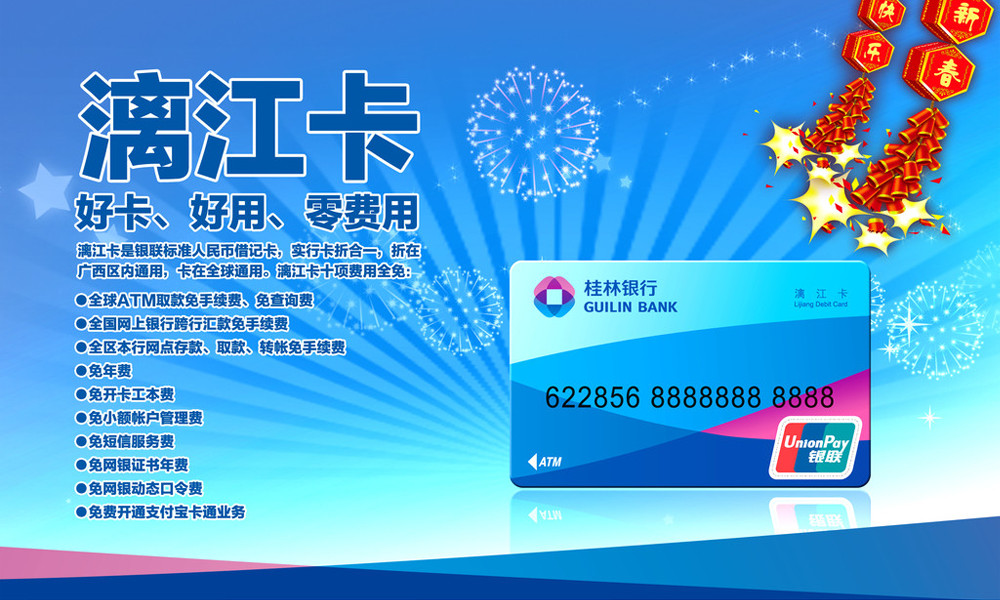 漓江卡
好卡、好用、零费用
漓江卡是银联标准人民币借记卡，实行卡折合一，折在
广西区内通用，卡在全球通用。漓江卡十项费用全免：
●全球ATM取款免手续费、免查询费
●全国网上银行跨行汇款免手续费
●全区本行网点存款、取款、转帐免手续费
●免年费
●免开卡工本费
●免小额帐户管理费
●免短信服务费
●免网银证书年费
●免网银动态口令费
●免费开通支付宝卡通业务
新春
快乐
桂林银行
GUILIN BANK
漓江卡
Lijiang Debit Card
622856 8888888 8888
ATM
UnionPay
银联